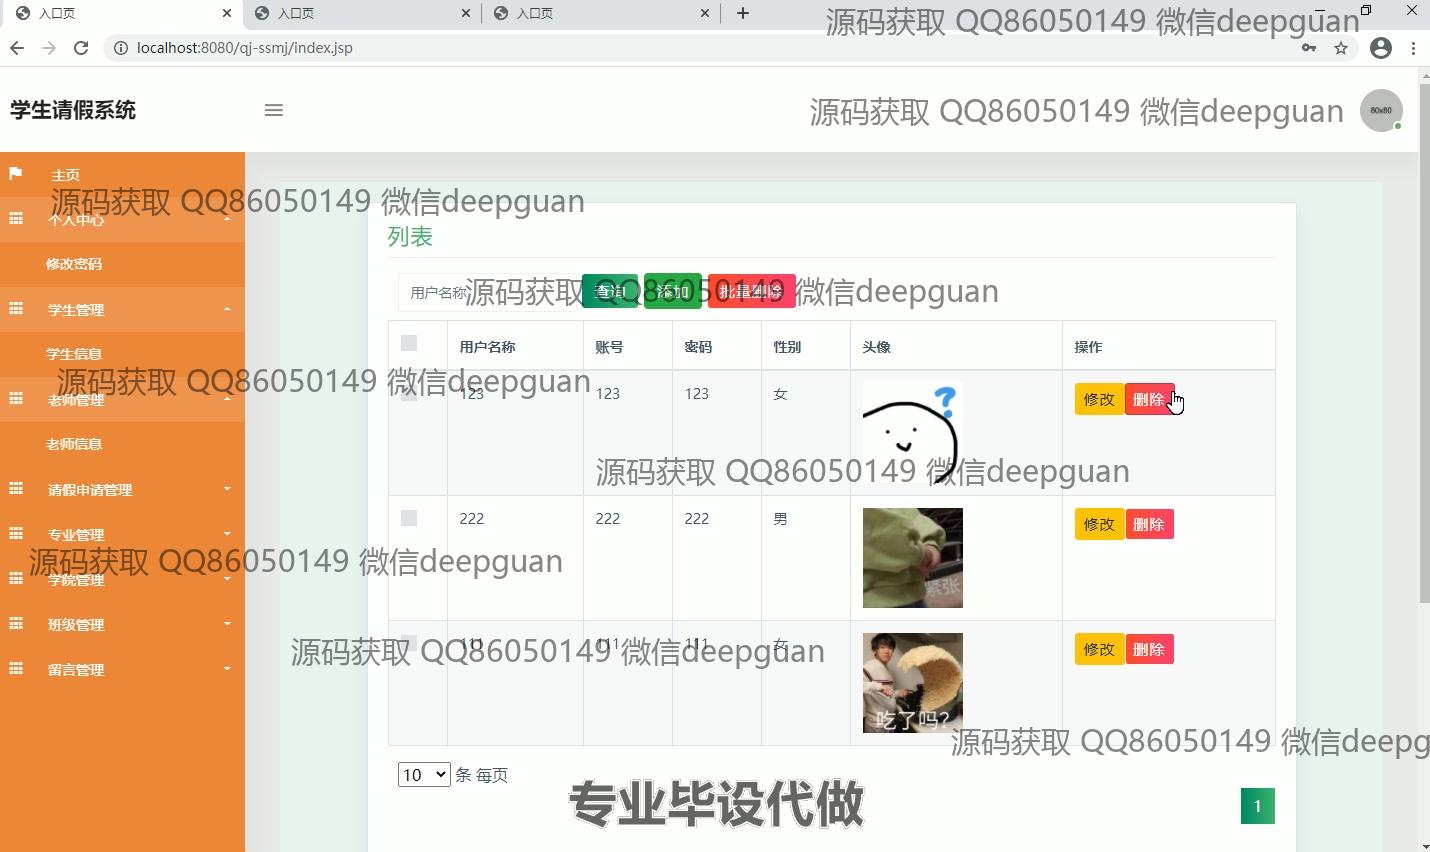 入口页
入口页
入口页
源码获取 QQ86050149 微信deepguan
localhost:8080/qj-ssmj/index.jsp
学生请假系统
源码获取 QQ86050149 微信deepguan
80x80
主页
源码获取 QQ86050149 微信deepguan
个人中心
修改密码
学生管理
学生信息
源码获取 QQ86050149 微信deepguan
老师管理
老师信息
请假申请管理
专业管理
源码获取 QQ86050149 微信deepguan
学院管理
班级管理
留言管理
列表
用户名称
源码获取 QQ86050149 微信deepguan
查询
添加
批量删除
用户名称 账号 密码 性别 头像 操作
123 123 123 女 修改 删除
?
源码获取 QQ86050149 微信deepguan
222 222 222 男 修改 删除
紧张
111 111 111 女 修改 删除
源码获取 QQ86050149 微信deepguan
吃了吗?
源码获取 QQ86050149 微信deepg
10 条 每页
专业毕设代做
1